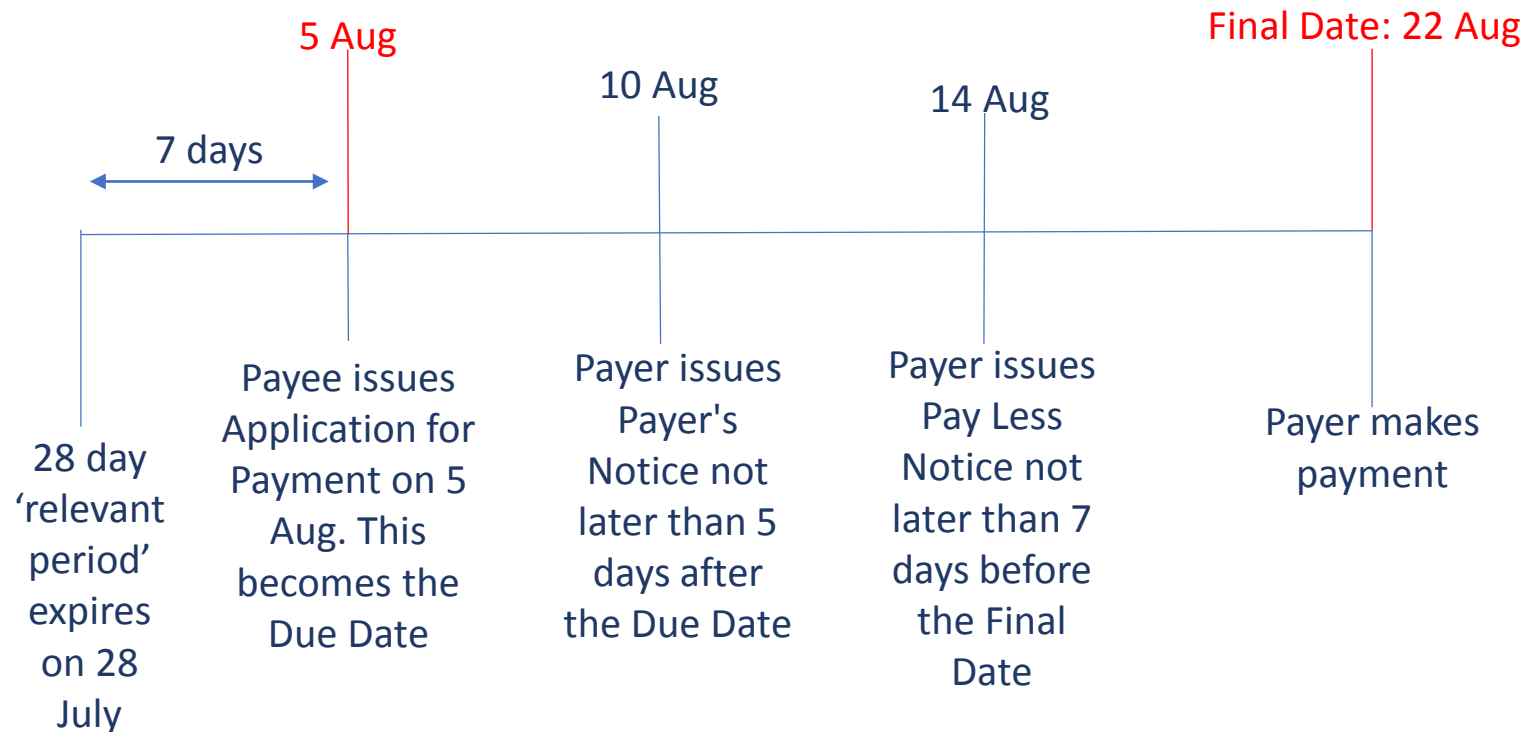 5 Aug
Final Date: 22 Aug
10 Aug
14 Aug
7 days
28 day
‘relevant
period’
expires
on 28
July
Payee issues
Application for
Payment on 5
Aug. This
becomes the
Due Date
Payer issues
Payer's
Notice not
later than 5
days after
the Due Date
Payer issues
Pay Less
Notice not
later than 7
days before
the Final
Date
Payer makes
payment